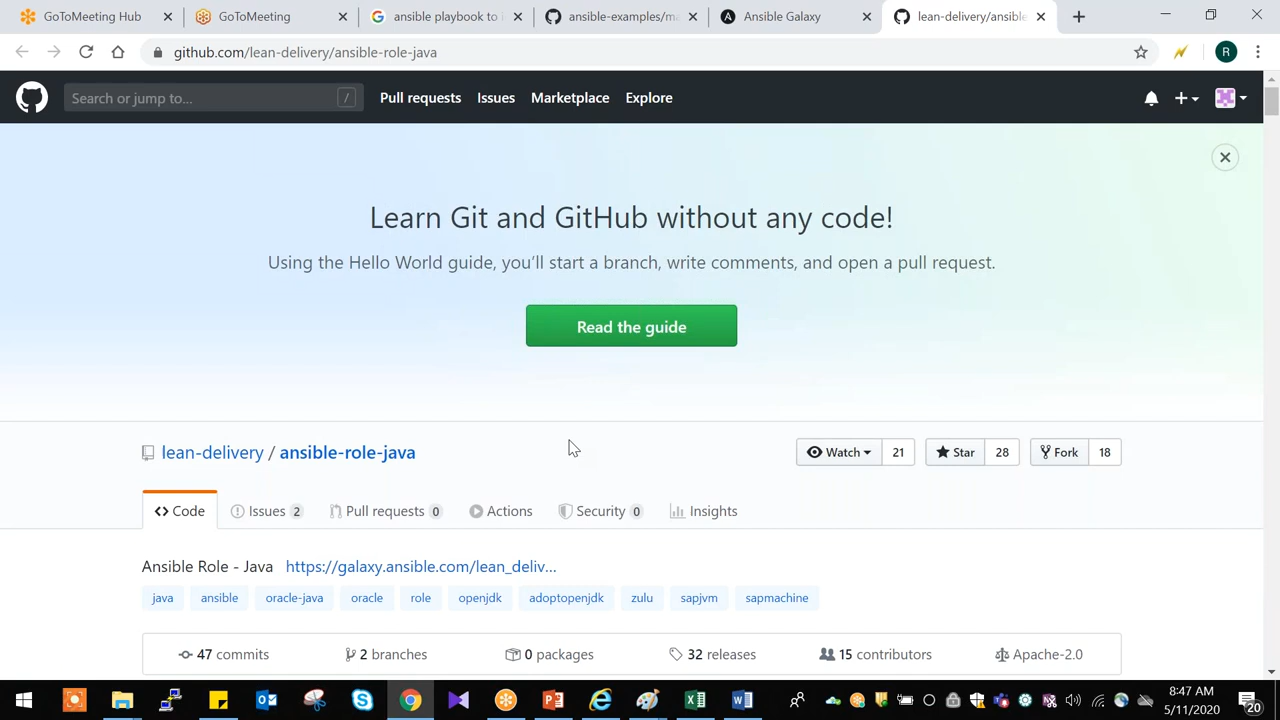 GoToMeeting Hub
GoToMeeting
ansible playbook to i
ansible-examples/ma
Ansible Galaxy
lean-delivery/ansible
github.com/lean-delivery/ansible-role-java
R
Search or jump to...
/
Pull requests
Issues
Marketplace
Explore
Learn Git and GitHub without any code!
Using the Hello World guide, you’ll start a branch, write comments, and open a pull request.
Read the guide
lean-delivery / ansible-role-java
Watch 21
Star 28
Fork 18
Code
Issues 2
Pull requests 0
Actions
Security 0
Insights
Ansible Role - Java https://galaxy.ansible.com/lean_deliv...
java
ansible
oracle-java
oracle
role
openjdk
adoptopenjdk
zulu
sapjvm
sapmachine
47 commits
2 branches
0 packages
32 releases
15 contributors
Apache-2.0
8:47 AM
5/11/2020
20